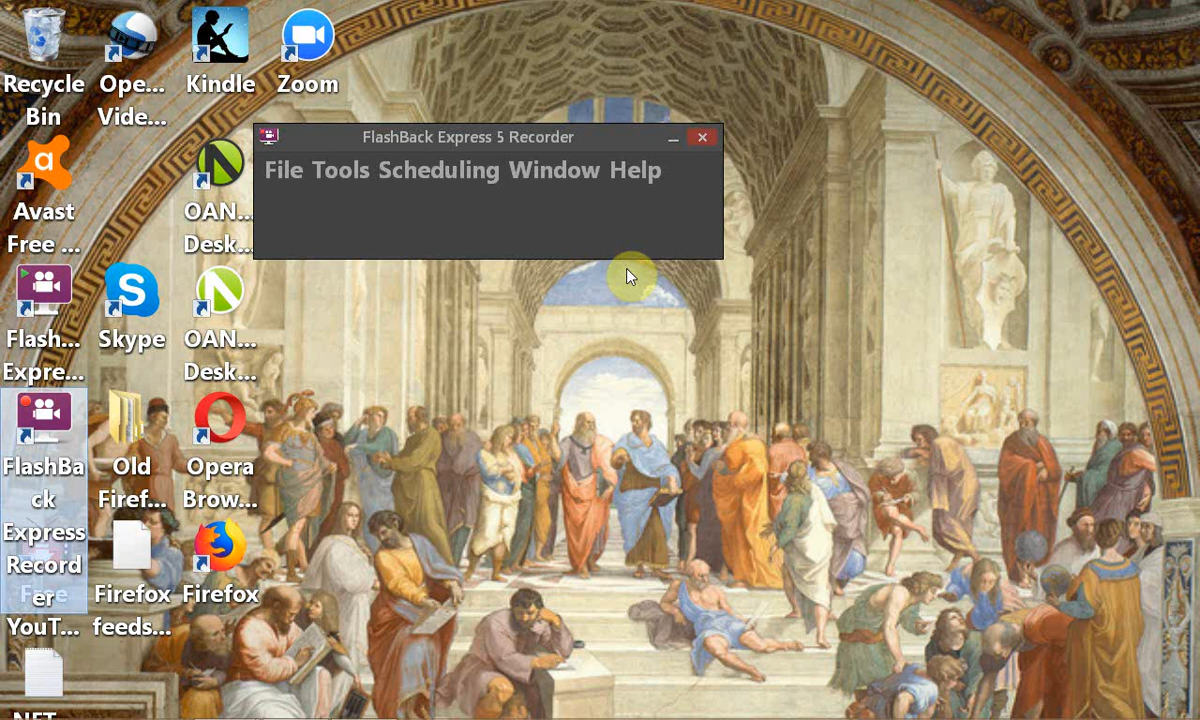 Recycle
Bin
Ope...
Vide...
Kindle
Zoom
FlashBack Express 5 Recorder
File Tools Scheduling Window Help
Avast
Free ...
OAN...
Desk...
Flash...
Expre...
Skype
OAN...
Desk...
FlashBa
ck
Express
Record
er
Free
YouT...
Old
Firef...
Opera
Brow...
Firefox
feeds...
Firefox